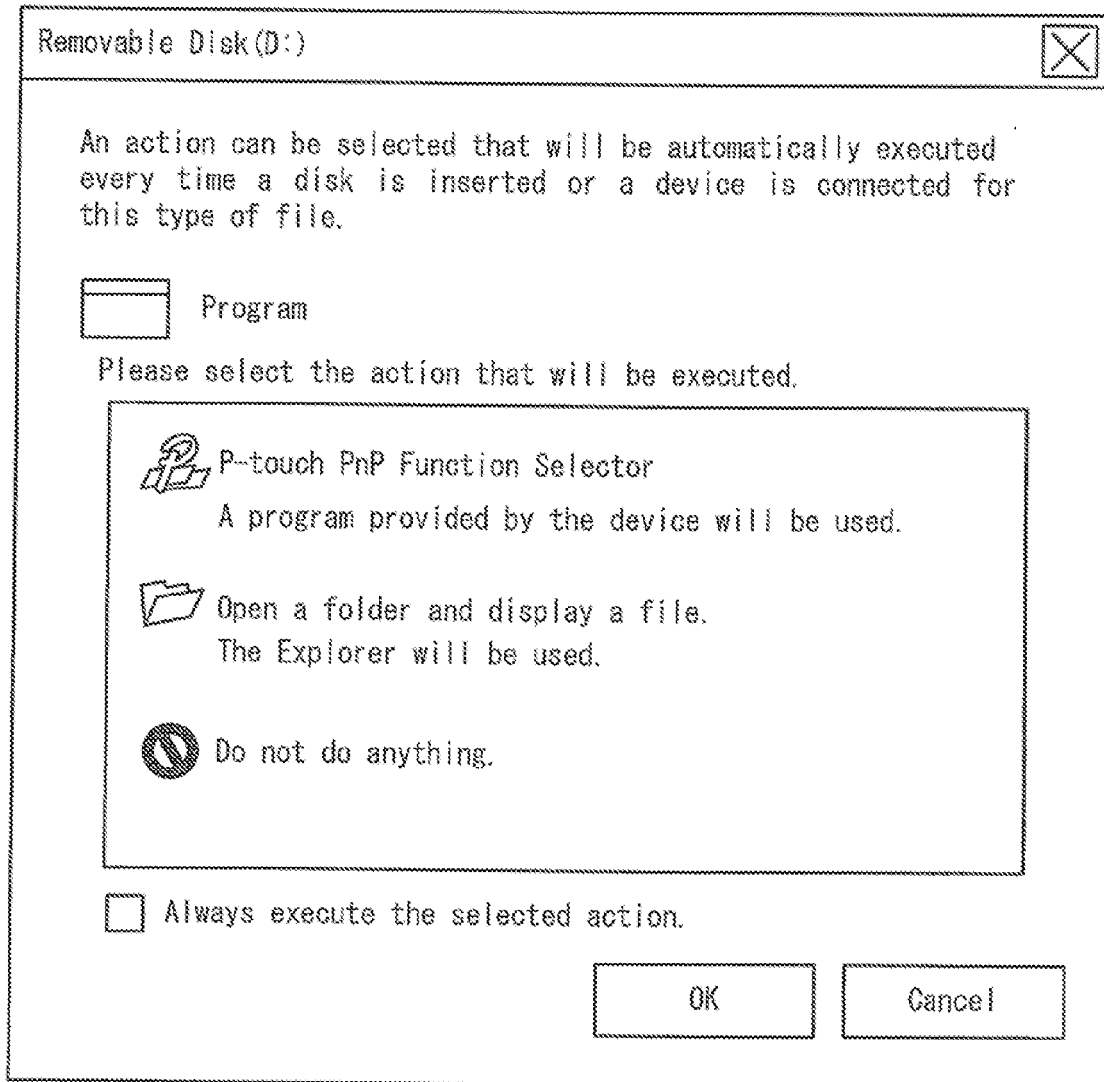 Removable Disk(D:)
An action can be selected that will be automatically executed
every time a disk is inserted or a device is connected for
this type of file.
Program
Please select the action that will be executed.
P-touch PnP Function Selector
A program provided by the device will be used.
Open a folder and display a file.
The Explorer will be used.
Do not do anything.
Always execute the selected action.
OK
Cancel